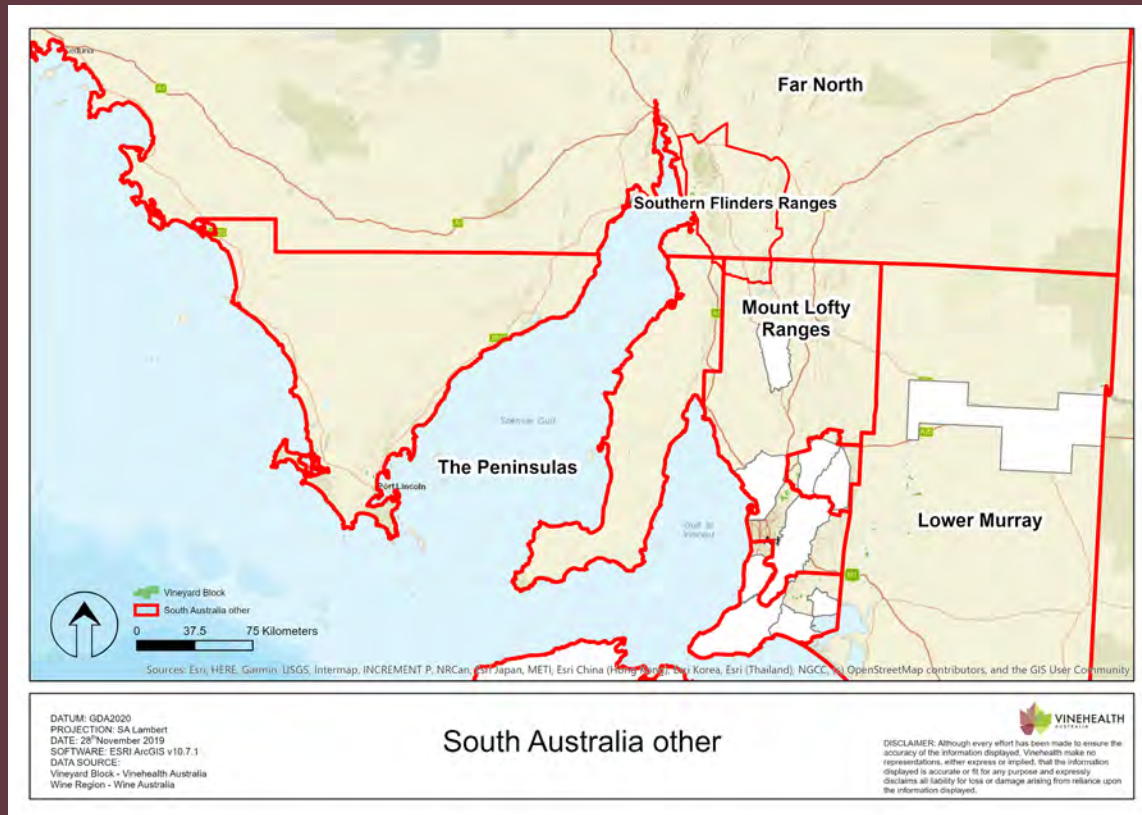 Ceduna
Far North
Southern Flinders Ranges
Mount Lofty
Ranges
Spencer Gulf
The Peninsulas
Port Lincoln
Gulf St
Vincent
Lower Murray
Vineyard Block
South Australia other
0 37.5 75 Kilometers
Sources: Esri, HERE, Garmin, USGS, Intermap, INCREMENT P, NRCan, Esri Japan, METI, Esri China (Hong Kong), Esri Korea, Esri (Thailand), NGCC, (c) OpenStreetMap contributors, and the GIS User Community
DATUM: GDA2020
PROJECTION: SA Lambert
DATE: 28th November 2019
SOFTWARE: ESRI ArcGIS v10.7.1
DATA SOURCE:
Vineyard Block - Vinehealth Australia
Wine Region - Wine Australia
South Australia other
VINEHEALTH
AUSTRALIA
DISCLAIMER: Although every effort has been made to ensure the
accuracy of the information displayed, Vinehealth make no
representations, either express or implied, that the information
displayed is accurate or fit for any purpose and expressly
disclaims all liability for loss or damage arising from reliance upon
the information displayed.